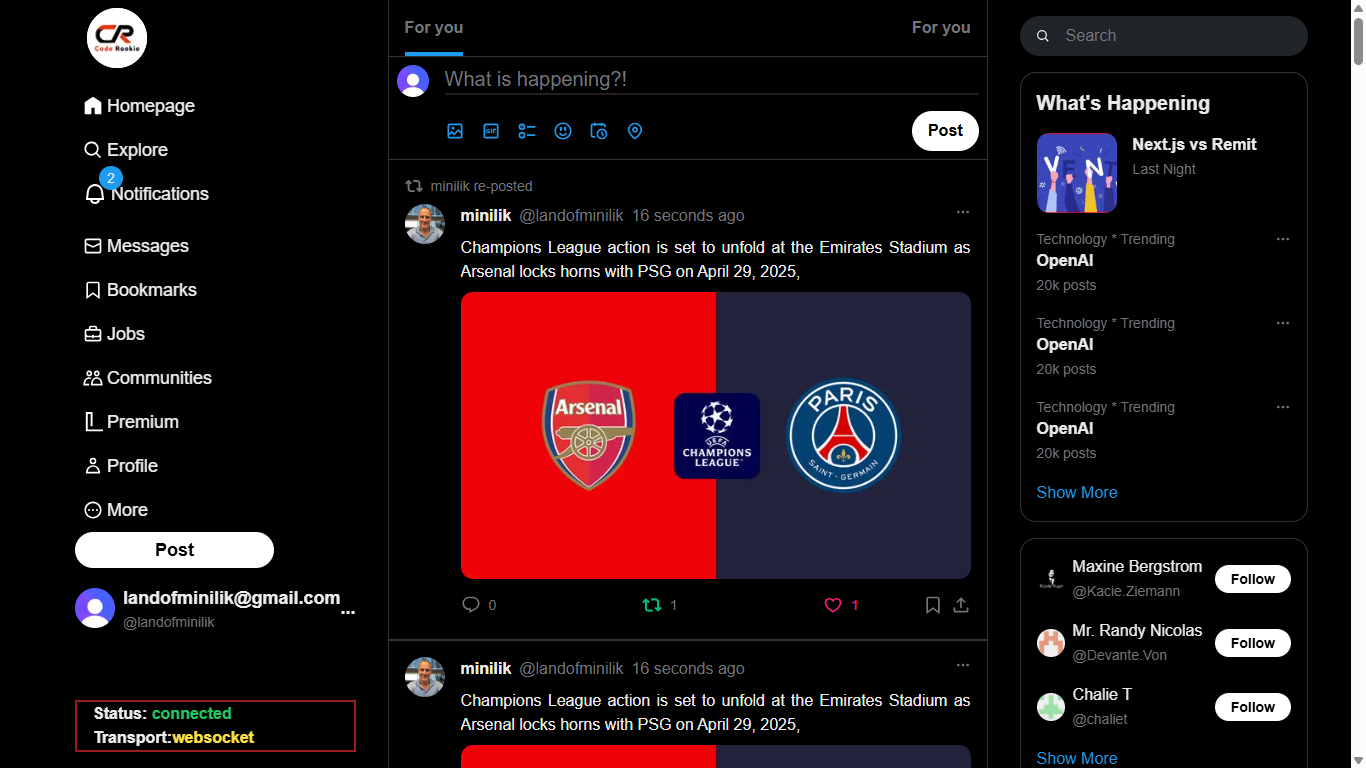 CR
Code Rookie
Homepage
Explore
2
Notifications
Messages
Bookmarks
Jobs
Communities
Premium
Profile
More
Post
landofminilik@gmail.com
...
@landofminilik
Status: connected
Transport:websocket
For you
For you
What is happening?!
GIF
Post
minilik re-posted
minilik @landofminilik 16 seconds ago
Champions League action is set to unfold at the Emirates Stadium as
Arsenal locks horns with PSG on April 29, 2025,
Arsenal
UEFA
CHAMPIONS
LEAGUE
PARIS
SAINT-GERMAIN
0
1
1
minilik @landofminilik 16 seconds ago
Champions League action is set to unfold at the Emirates Stadium as
Arsenal locks horns with PSG on April 29, 2025,
Search
What's Happening
VENT
Next.js vs Remit
Last Night
Technology * Trending
OpenAI
20k posts
Technology * Trending
OpenAI
20k posts
Technology * Trending
OpenAI
20k posts
Show More
Maxine Bergstrom
@Kacie.Ziemann
Follow
Mr. Randy Nicolas
@Devante.Von
Follow
Chalie T
@chaliet
Follow
Show More